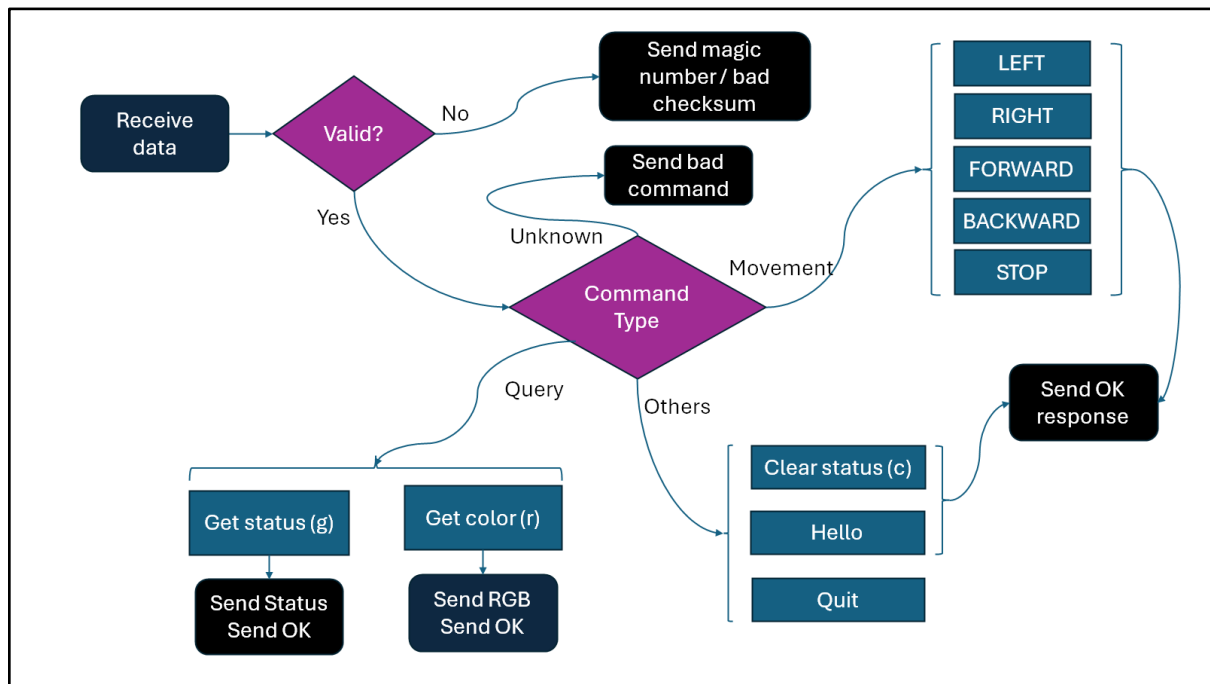 Receive
data
Valid?
No
Send magic
number / bad
checksum
Yes
Send bad
command
Unknown
Command
Type
Movement
LEFT
RIGHT
FORWARD
BACKWARD
STOP
Send OK
response
Query
Get status (g)
Send Status
Send OK
Get color (r)
Send RGB
Send OK
Others
Clear status (c)
Hello
Quit